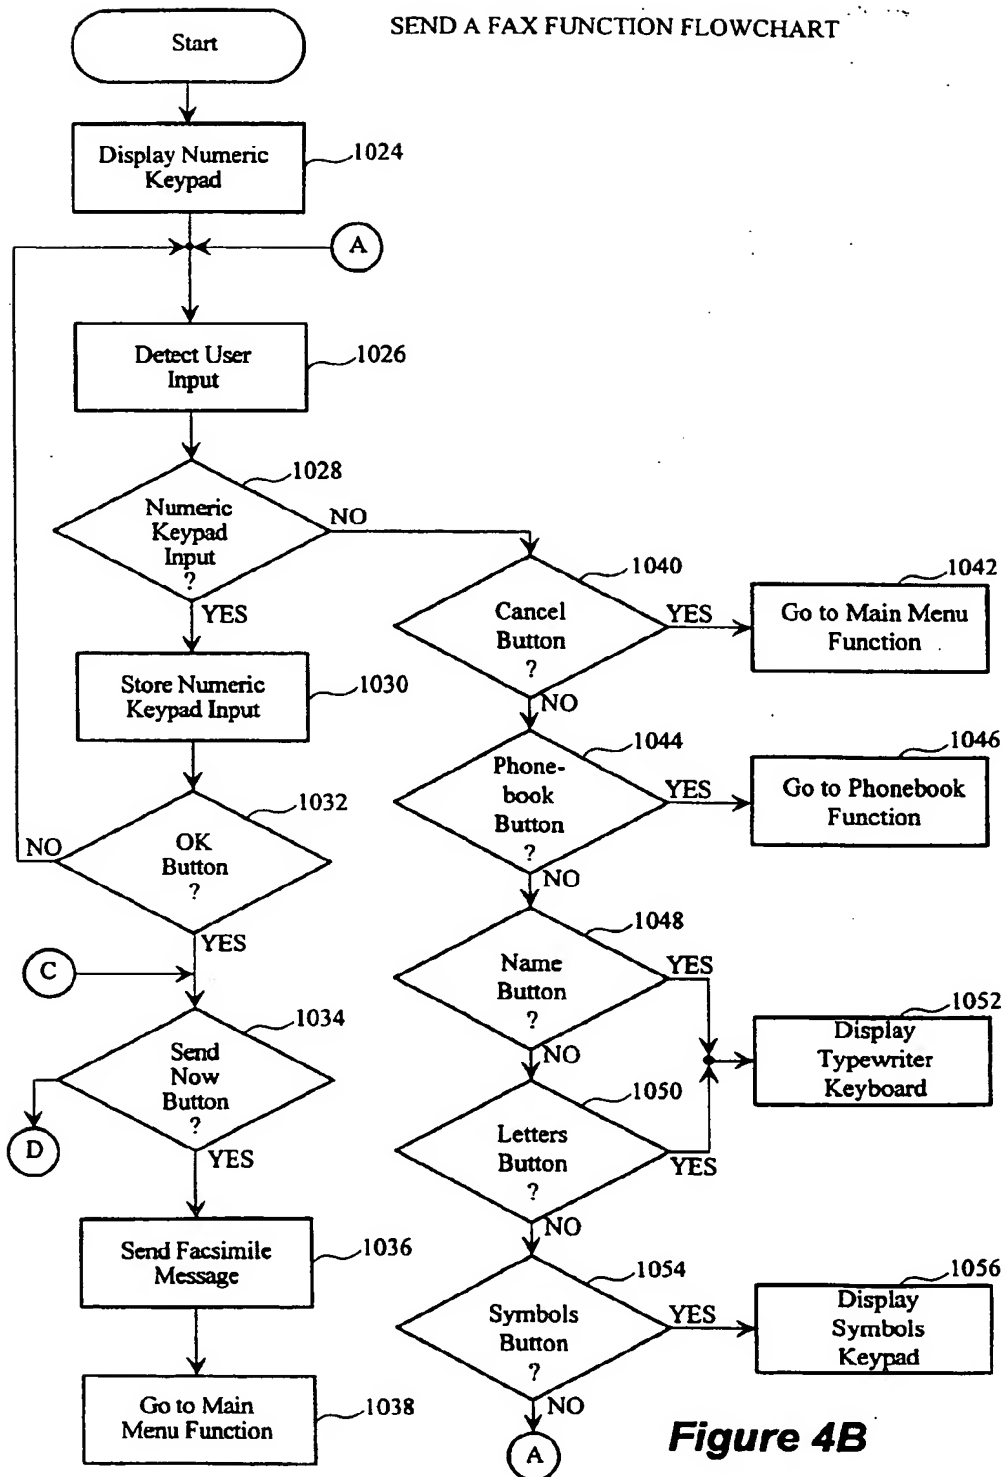 SEND A FAX FUNCTION FLOWCHART
Start
Display Numeric
Keypad
1024
A
Detect User
Input
1026
Numeric
Keypad
Input
?
1028
NO
YES
Store Numeric
Keypad Input
1030
OK
Button
?
1032
NO
YES
C
Send
Now
Button
?
1034
D
YES
Send Facsimile
Message
1036
Go to Main
Menu Function
1038
Cancel
Button
?
1040
YES
Go to Main Menu
Function
1042
NO
Phone-
book
Button
?
1044
YES
Go to Phonebook
Function
1046
NO
Name
Button
?
1048
YES
NO
Display
Typewriter
Keyboard
1052
Letters
Button
?
1050
YES
NO
Symbols
Button
?
1054
YES
Display
Symbols
Keypad
1056
NO
A
Figure 4B